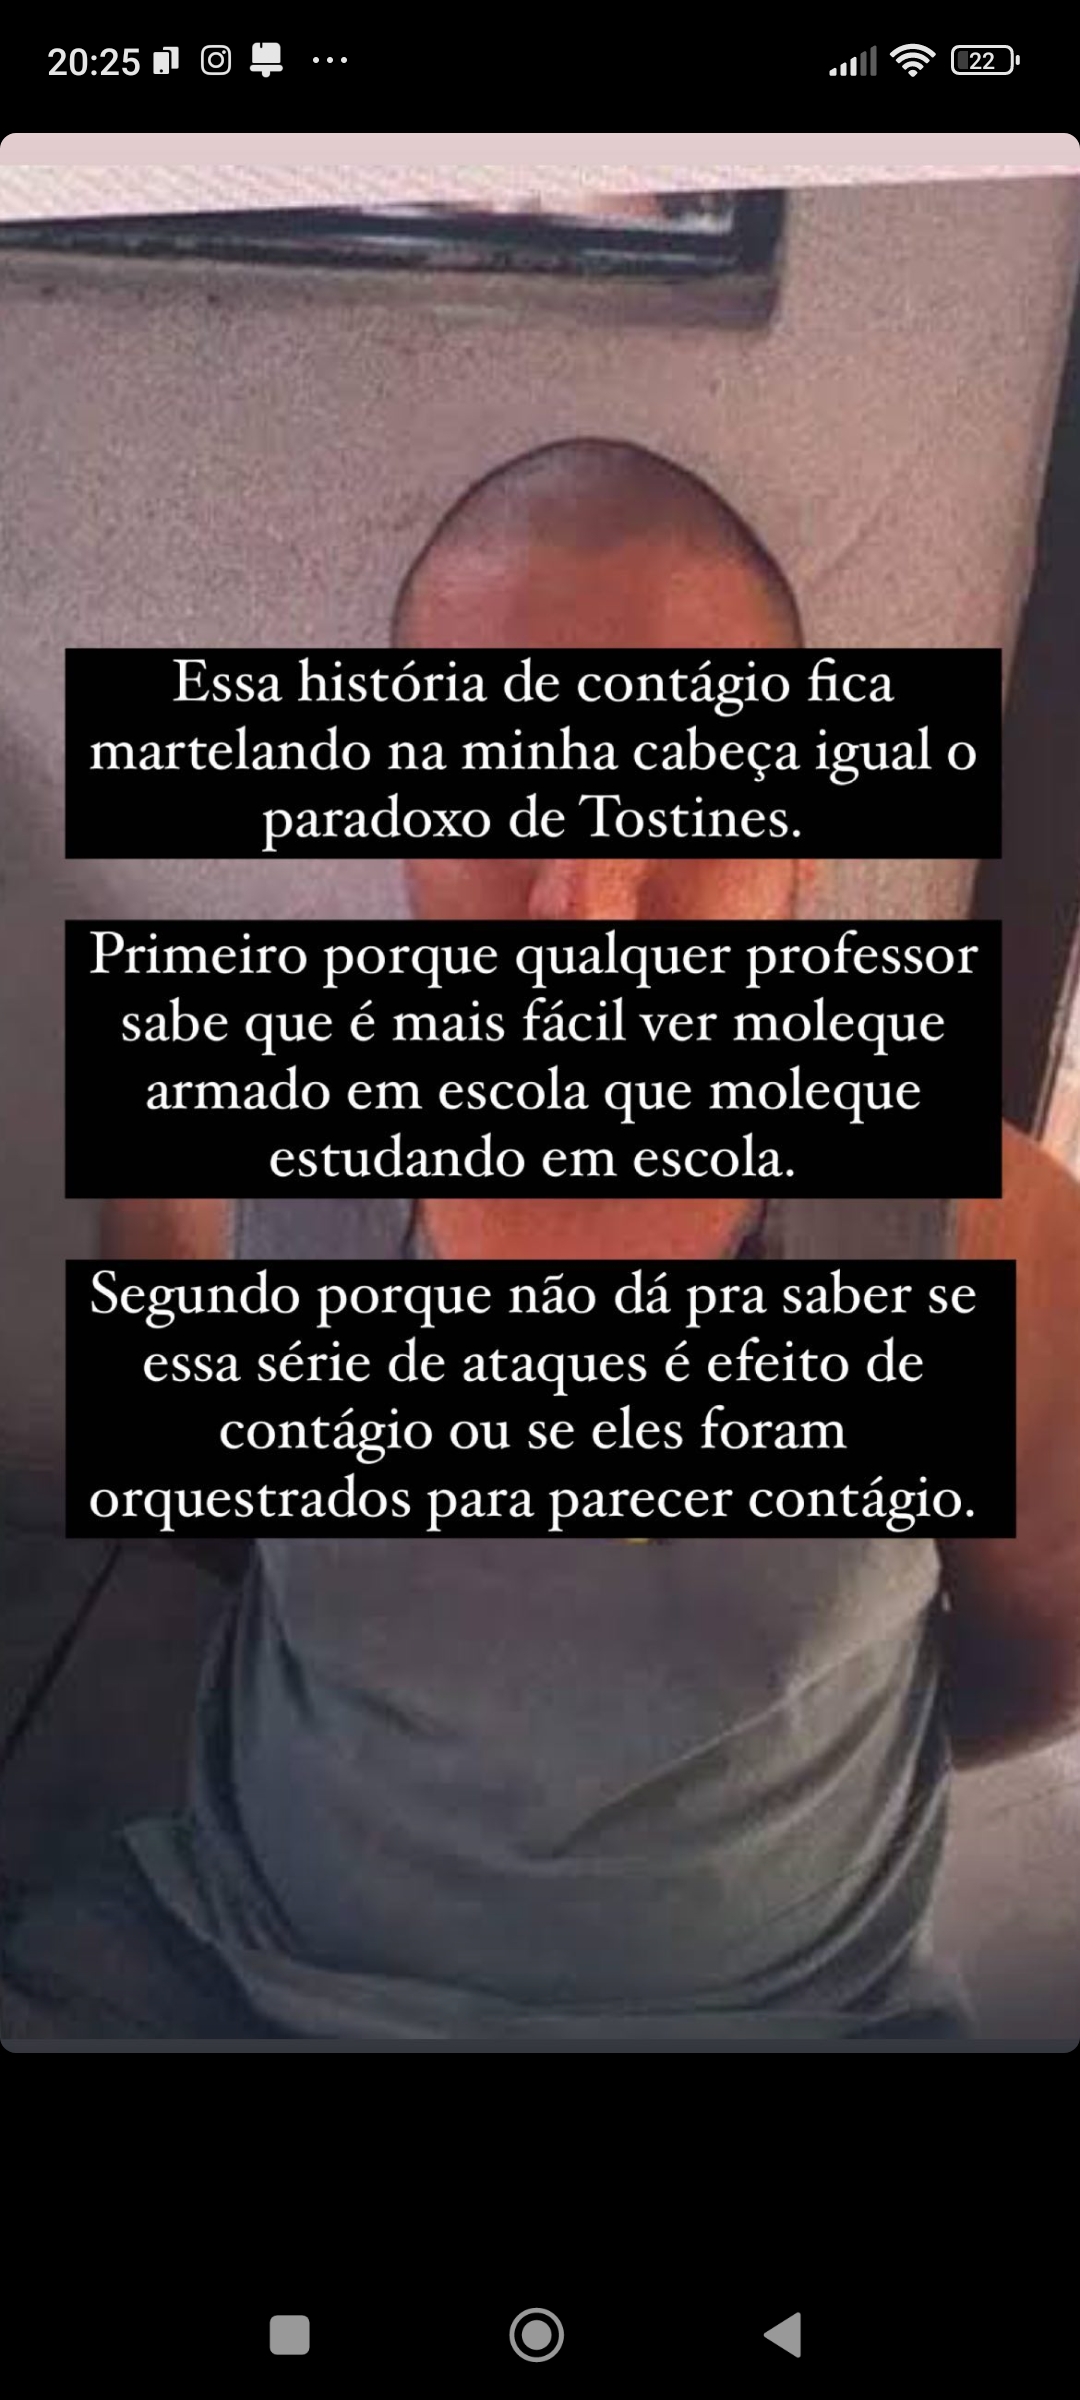 20:25
22
Essa história de contágio fica
martelando na minha cabeça igual o
paradoxo de Tostines.
Primeiro porque qualquer professor
sabe que é mais fácil ver moleque
armado em escola que moleque
estudando em escola.
Segundo porque não dá pra saber se
essa série de ataques é efeito de
contágio ou se eles foram
orquestrados para parecer contágio.